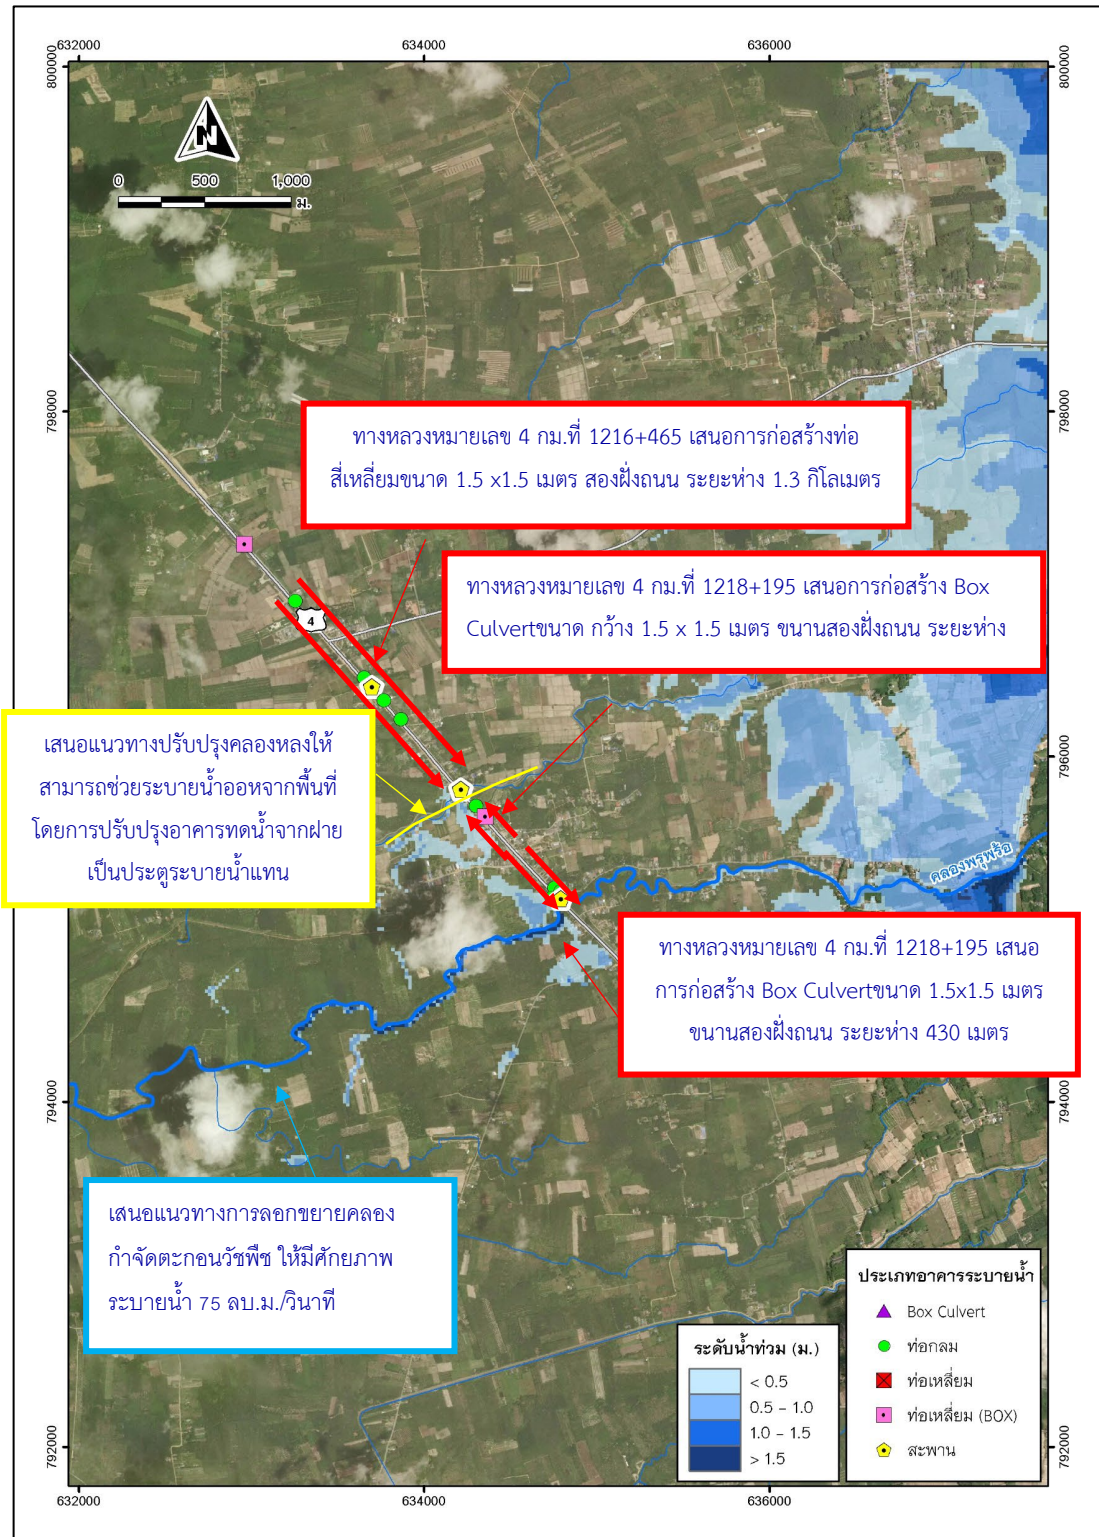 632000
634000
636000
800000
800000
N
0 500 1,000
ม.
798000
798000
ทางหลวงหมายเลข 4 กม.ที่ 1216+465 เสนอการก่อสร้างท่อ
สี่เหลี่ยมขนาด 1.5 x1.5 เมตร สองฝั่งถนน ระยะห่าง 1.3 กิโลเมตร
ทางหลวงหมายเลข 4 กม.ที่ 1218+195 เสนอการก่อสร้าง Box
Culvertขนาด กว้าง 1.5 x 1.5 เมตร ขนานสองฝั่งถนน ระยะห่าง
4
เสนอแนวทางปรับปรุงคลองหลงให้
สามารถช่วยระบายน้ำออหจากพื้นที่
โดยการปรับปรุงอาคารทดน้ำจากฝาย
เป็นประตูระบายน้ำแทน
796000
คลองพรุพร้อ
ทางหลวงหมายเลข 4 กม.ที่ 1218+195 เสนอ
การก่อสร้าง Box Culvertขนาด 1.5x1.5 เมตร
ขนานสองฝั่งถนน ระยะห่าง 430 เมตร
794000
794000
เสนอแนวทางการลอกขยายคลอง
กำจัดตะกอนวัชพืช ให้มีศักยภาพ
ระบายน้ำ 75 ลบ.ม./วินาที
ระดับน้ำท่วม (ม.)
< 0.5
0.5 - 1.0
1.0 - 1.5
> 1.5
ประเภทอาคารระบายน้ำ
Box Culvert
ท่อกลม
ท่อเหลี่ยม
ท่อเหลี่ยม (BOX)
สะพาน
792000
792000
632000
634000
636000